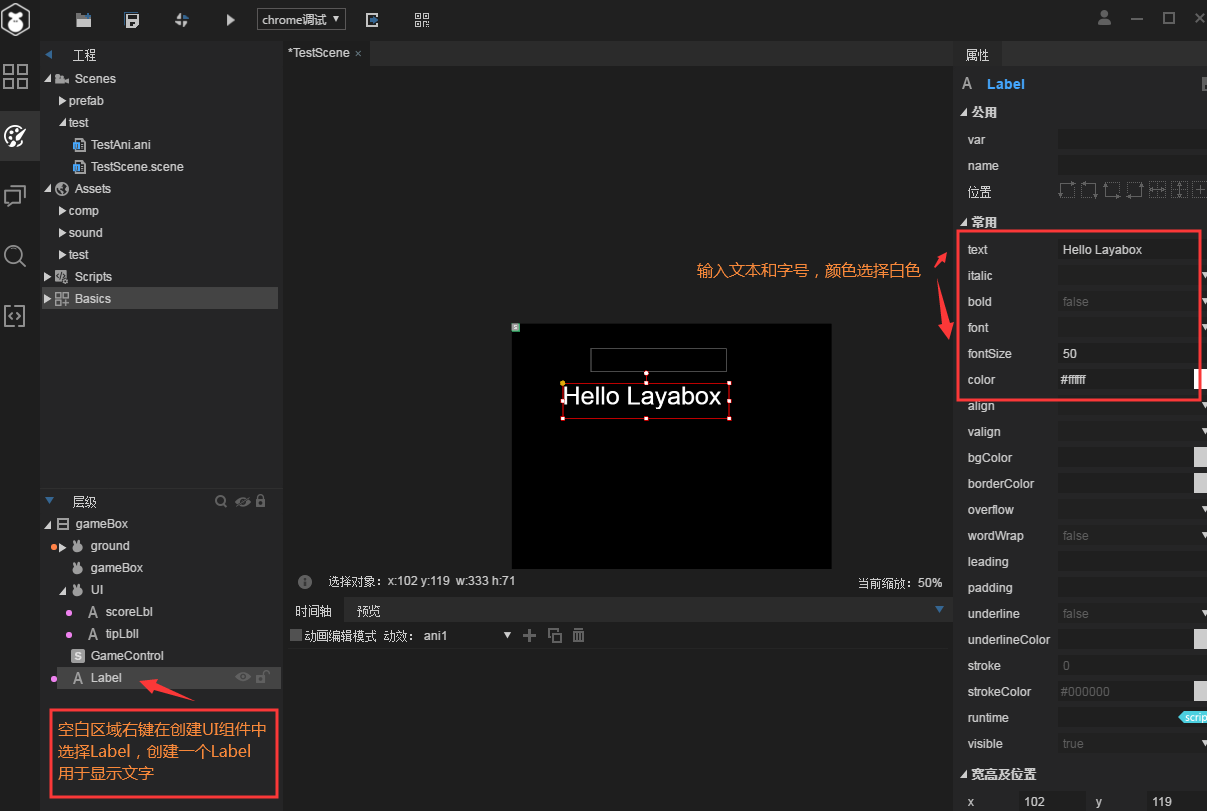 chrome调试
工程
Scenes
prefab
test
TestAni.ani
TestScene.scene
Assets
comp
sound
test
Scripts
Basics
层级
gameBox
ground
gameBox
UI
scoreLbl
tipLbll
GameControl
Label
空白区域右键在创建UI组件中
选择Label，创建一个Label
用于显示文字
*TestScene
输入文本和字号，颜色选择白色
Hello Layabox
选择对象： x:102 y:119 w:333 h:71
当前缩放： 50%
时间轴 预览
动画编辑模式 动效： ani1
属性
A Label
公用
var
name
位置
常用
text Hello Layabox
italic
bold false
font
fontSize 50
color #ffffff
align
valign
bgColor
borderColor
overflow
wordWrap false
leading
padding
underline false
underlineColor
stroke 0
strokeColor #000000
runtime scrip
visible true
宽高及位置
x 102 y 119